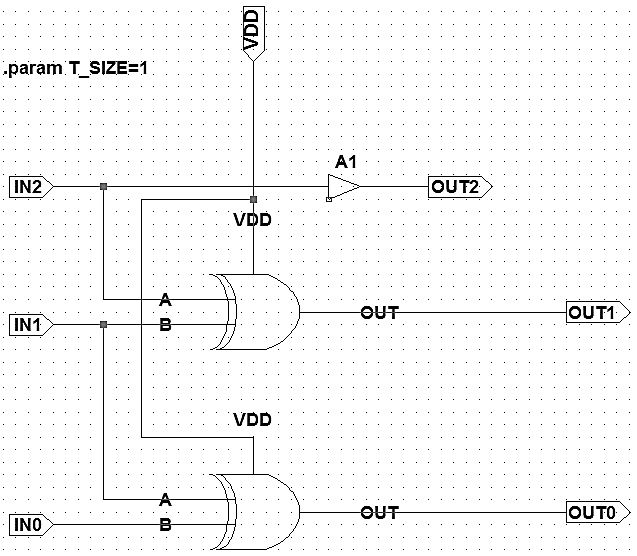 VDD
.param T_SIZE=1
A1
IN2
OUT2
VDD
A
IN1
B
OUT
OUT1
VDD
A
IN0
B
OUT
OUT0